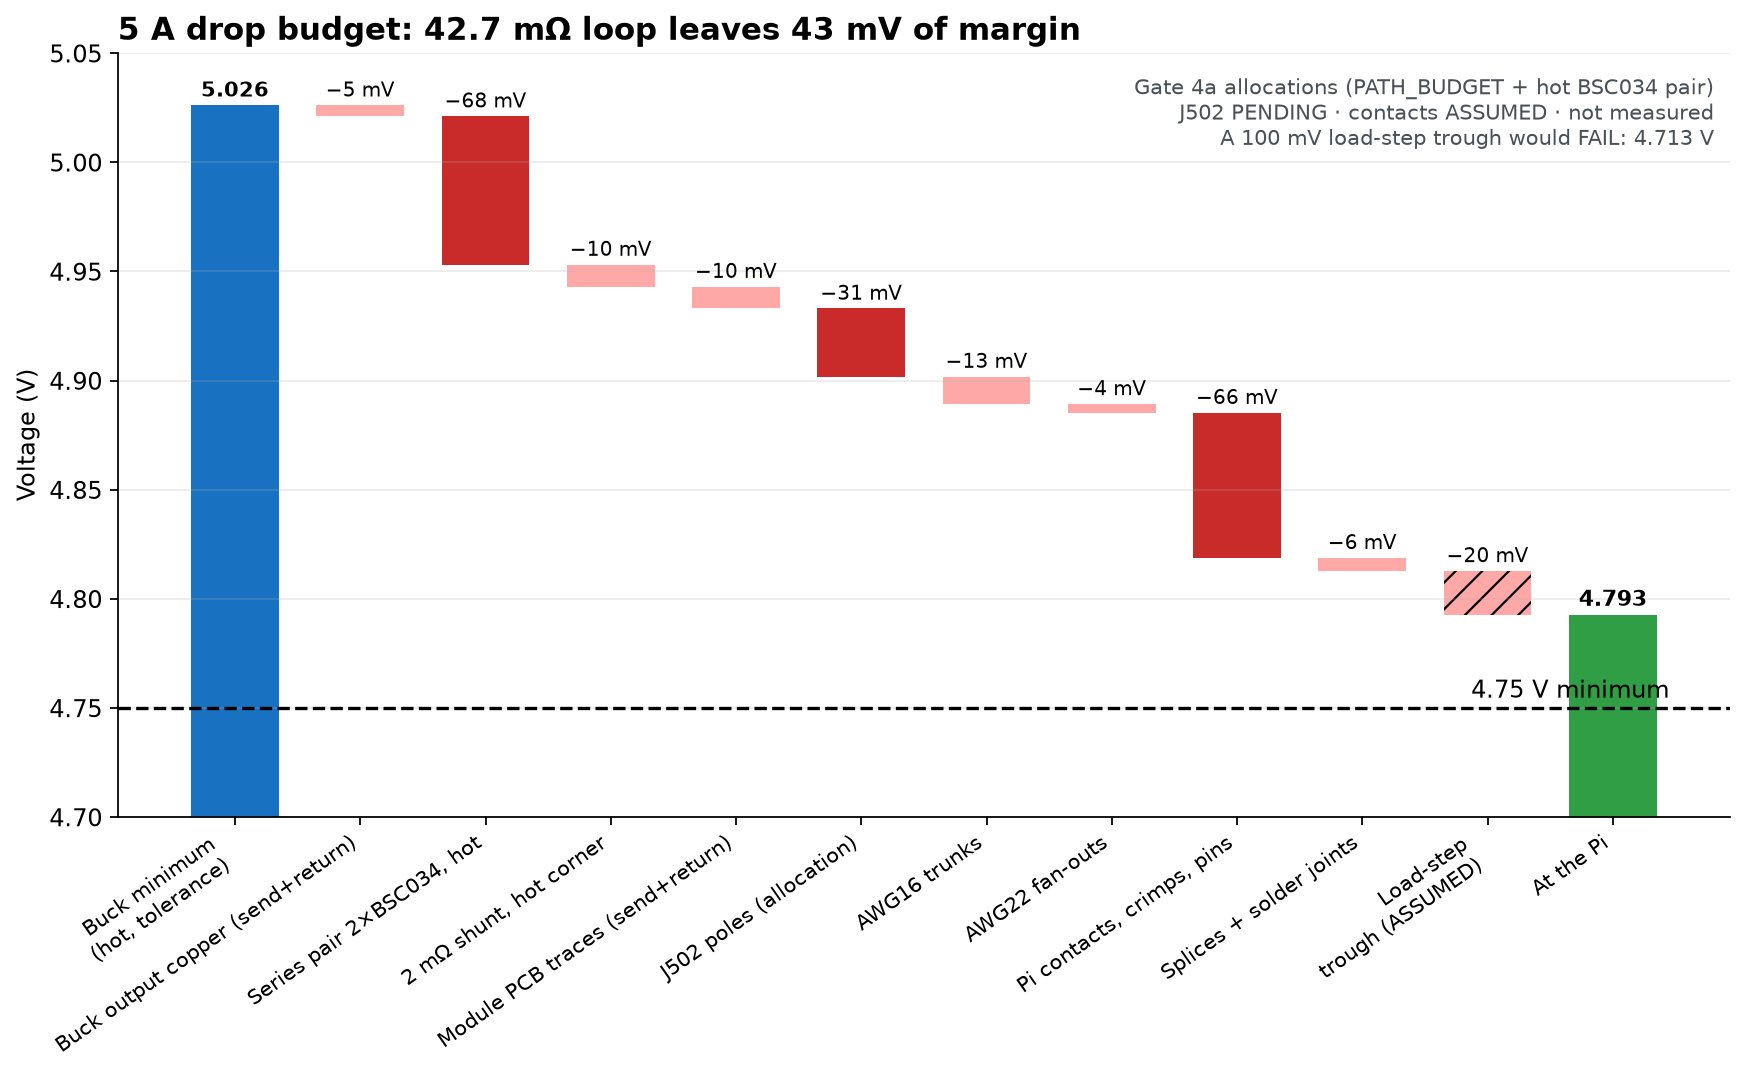 5 A drop budget: 42.7 mΩ loop leaves 43 mV of margin
Gate 4a allocations (PATH_BUDGET + hot BSC034 pair)
J502 PENDING · contacts ASSUMED · not measured
A 100 mV load-step trough would FAIL: 4.713 V
Voltage (V)
5.05
5.00
4.95
4.90
4.85
4.80
4.75
4.70
5.026
−5 mV
−68 mV
−10 mV
−10 mV
−31 mV
−13 mV
−4 mV
−66 mV
−6 mV
−20 mV
4.793
4.75 V minimum
Buck minimum
(hot, tolerance)
Buck output copper (send+return)
Series pair 2×BSC034, hot
2 mΩ shunt, hot corner
Module PCB traces (send+return)
J502 poles (allocation)
AWG16 trunks
AWG22 fan-outs
Pi contacts, crimps, pins
Splices + solder joints
Load-step
trough (ASSUMED)
At the Pi